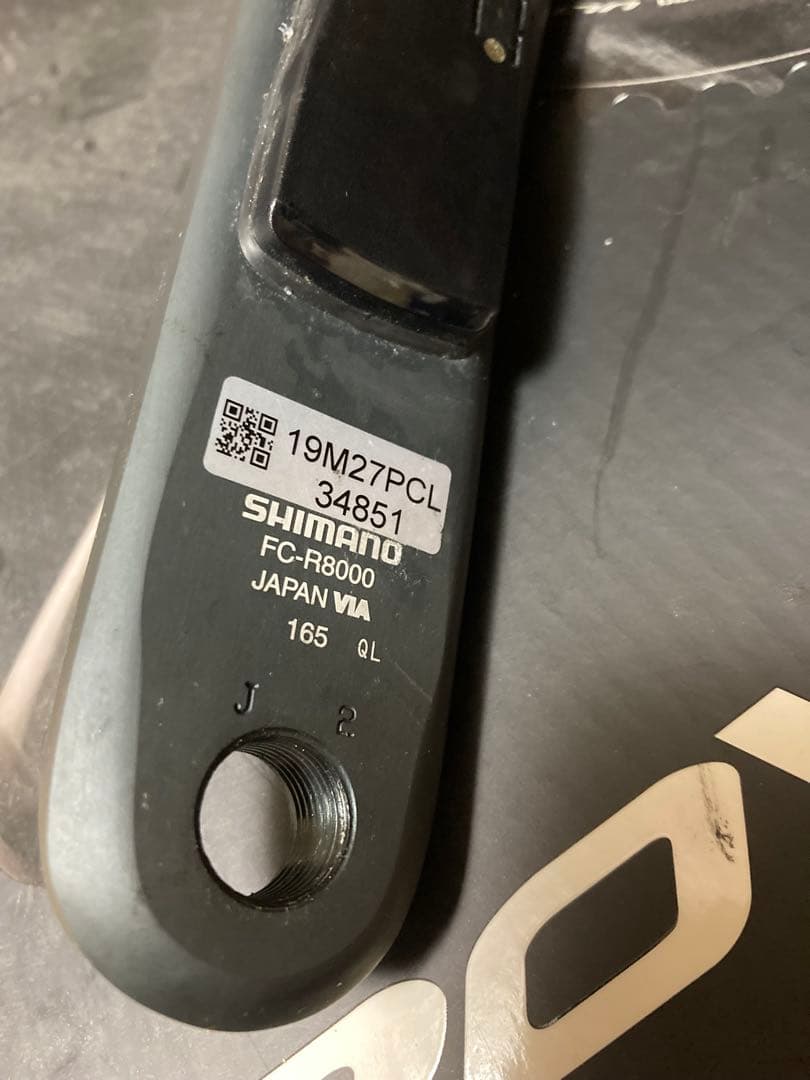 19M27PCL
34851
SHIMANO
FC-R8000
JAPAN VIA
165 QL
J 2